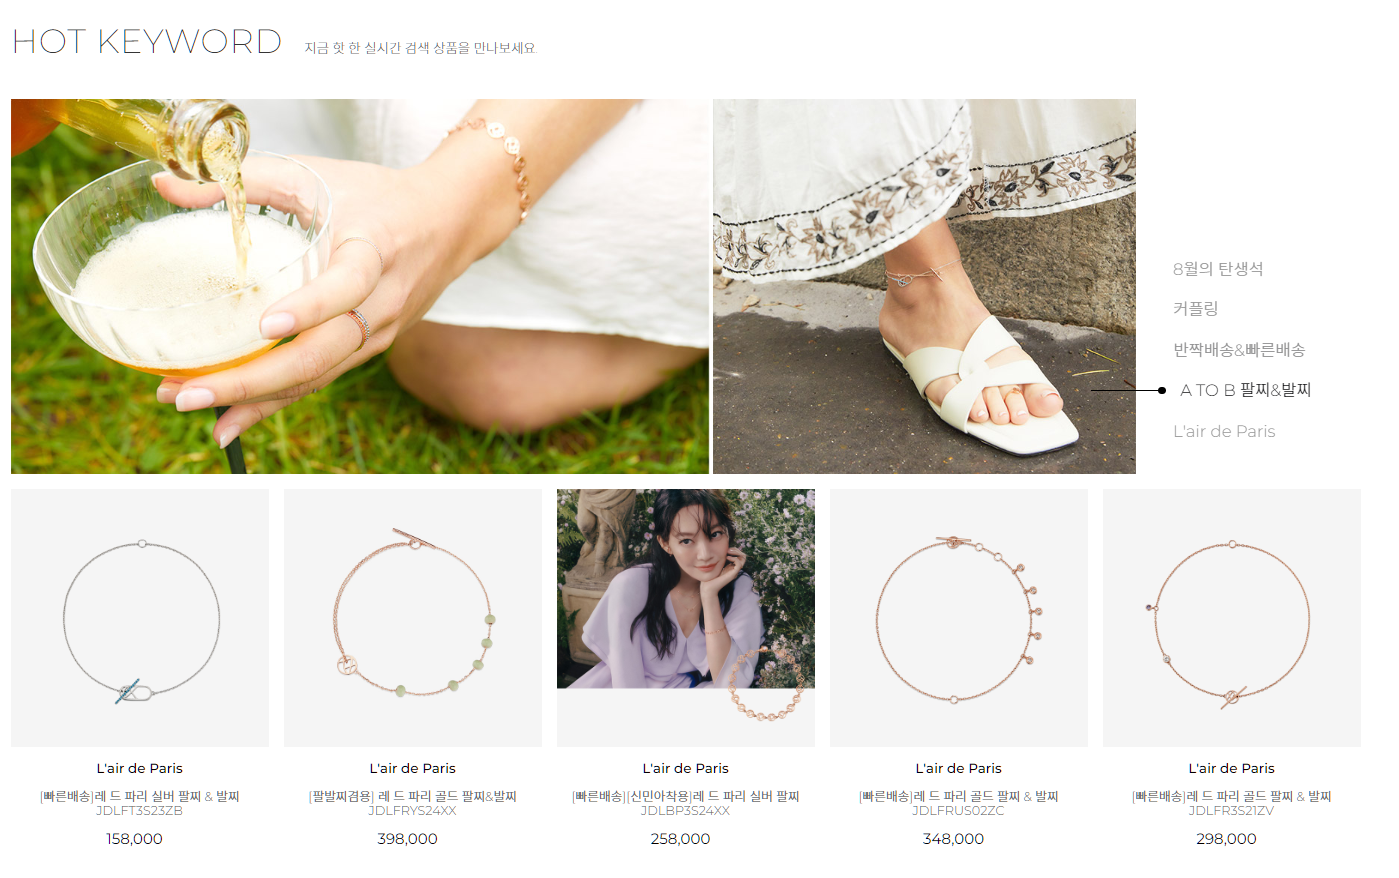 HOT KEYWORD
지금 핫 한 실시간 검색 상품을 만나보세요.
8월의 탄생석
커플링
반짝배송&빠른배송
A TO B 팔찌&발찌
L'air de Paris
L'air de Paris
[빠른배송]레 드 파리 실버 팔찌 & 발찌
JDLFT3S23ZB
158,000
L'air de Paris
[팔발찌겸용] 레 드 파리 골드 팔찌&발찌
JDLFRYS24XX
398,000
L'air de Paris
[빠른배송][신민아착용]레 드 파리 실버 팔찌
JDLBP3S24XX
258,000
L'air de Paris
[빠른배송]레 드 파리 골드 팔찌 & 발찌
JDLFRUS02ZC
348,000
L'air de Paris
[빠른배송]레 드 파리 골드 팔찌 & 발찌
JDLFR3S21ZV
298,000